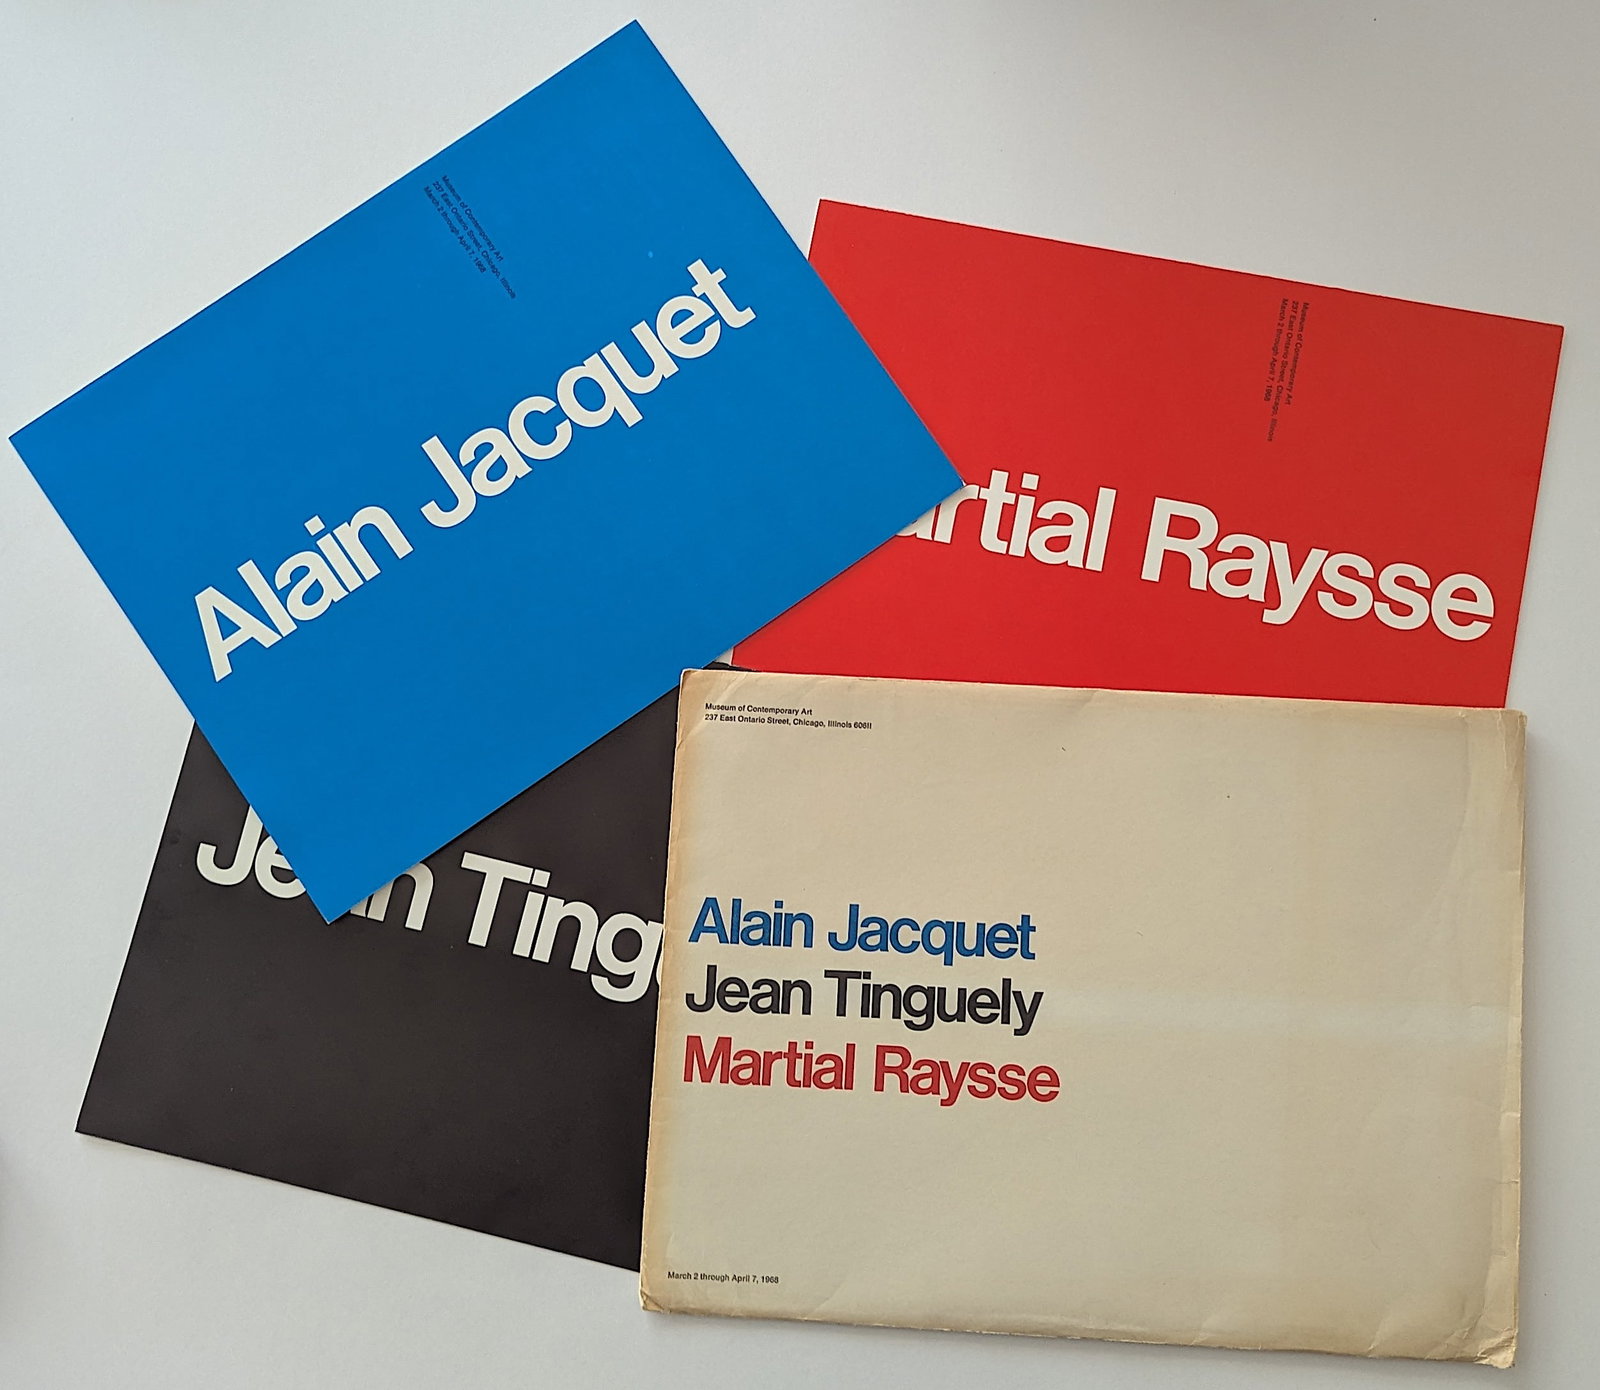 Museum of Contemporary Art
237 East Ontario Street, Chicago, Illinois
March 2 through April 7, 1968
Alain Jacquet
Museum of Contemporary Art
237 East Ontario Street, Chicago, Illinois
March 2 through April 7, 1968
artial Raysse
Je n Ting
Museum of Contemporary Art
237 East Ontario Street, Chicago, Illinois 60611
Alain Jacquet
Jean Tinguely
Martial Raysse
March 2 through April 7, 1968